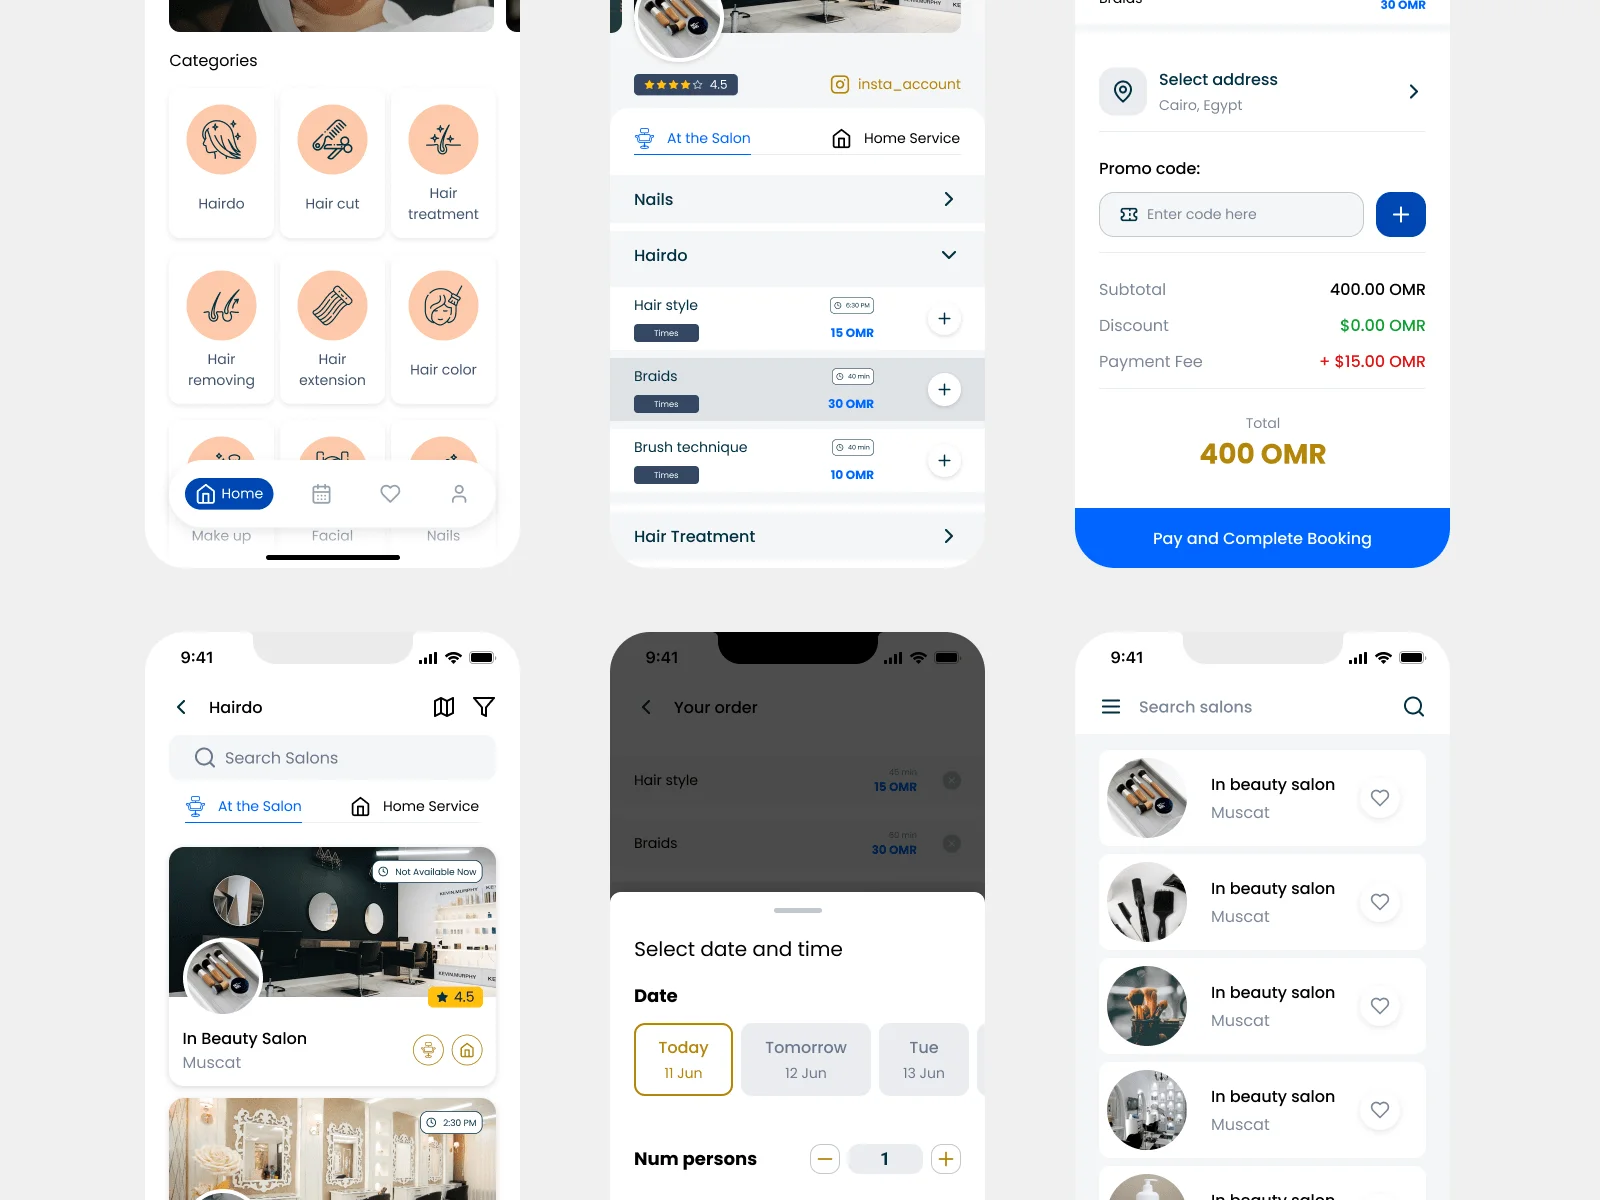 Categories
Hairdo
Hair cut
Hair
treatment
Hair
removing
Hair
extension
Hair color
Home
Make up
Facial
Nails
4.5
insta_account
At the Salon
Home Service
Nails
Hairdo
Hair style
6:30 PM
Times
15 OMR
Braids
40 min
Times
30 OMR
Brush technique
40 min
Times
10 OMR
Hair Treatment
Braids
30 OMR
Select address
Cairo, Egypt
Promo code:
Enter code here
Subtotal
400.00 OMR
Discount
$0.00 OMR
Payment Fee
+ $15.00 OMR
Total
400 OMR
Pay and Complete Booking
9:41
Hairdo
Search Salons
At the Salon
Home Service
Not Available Now
KEVIN.MURPHY
KEVIN.MURPHY
4.5
In Beauty Salon
Muscat
2:30 PM
9:41
Your order
Hair style
45 min
15 OMR
Braids
60 min
30 OMR
Select date and time
Date
Today
11 Jun
Tomorrow
12 Jun
Tue
13 Jun
Num persons
1
9:41
Search salons
In beauty salon
Muscat
In beauty salon
Muscat
In beauty salon
Muscat
In beauty salon
Muscat
In beauty salon